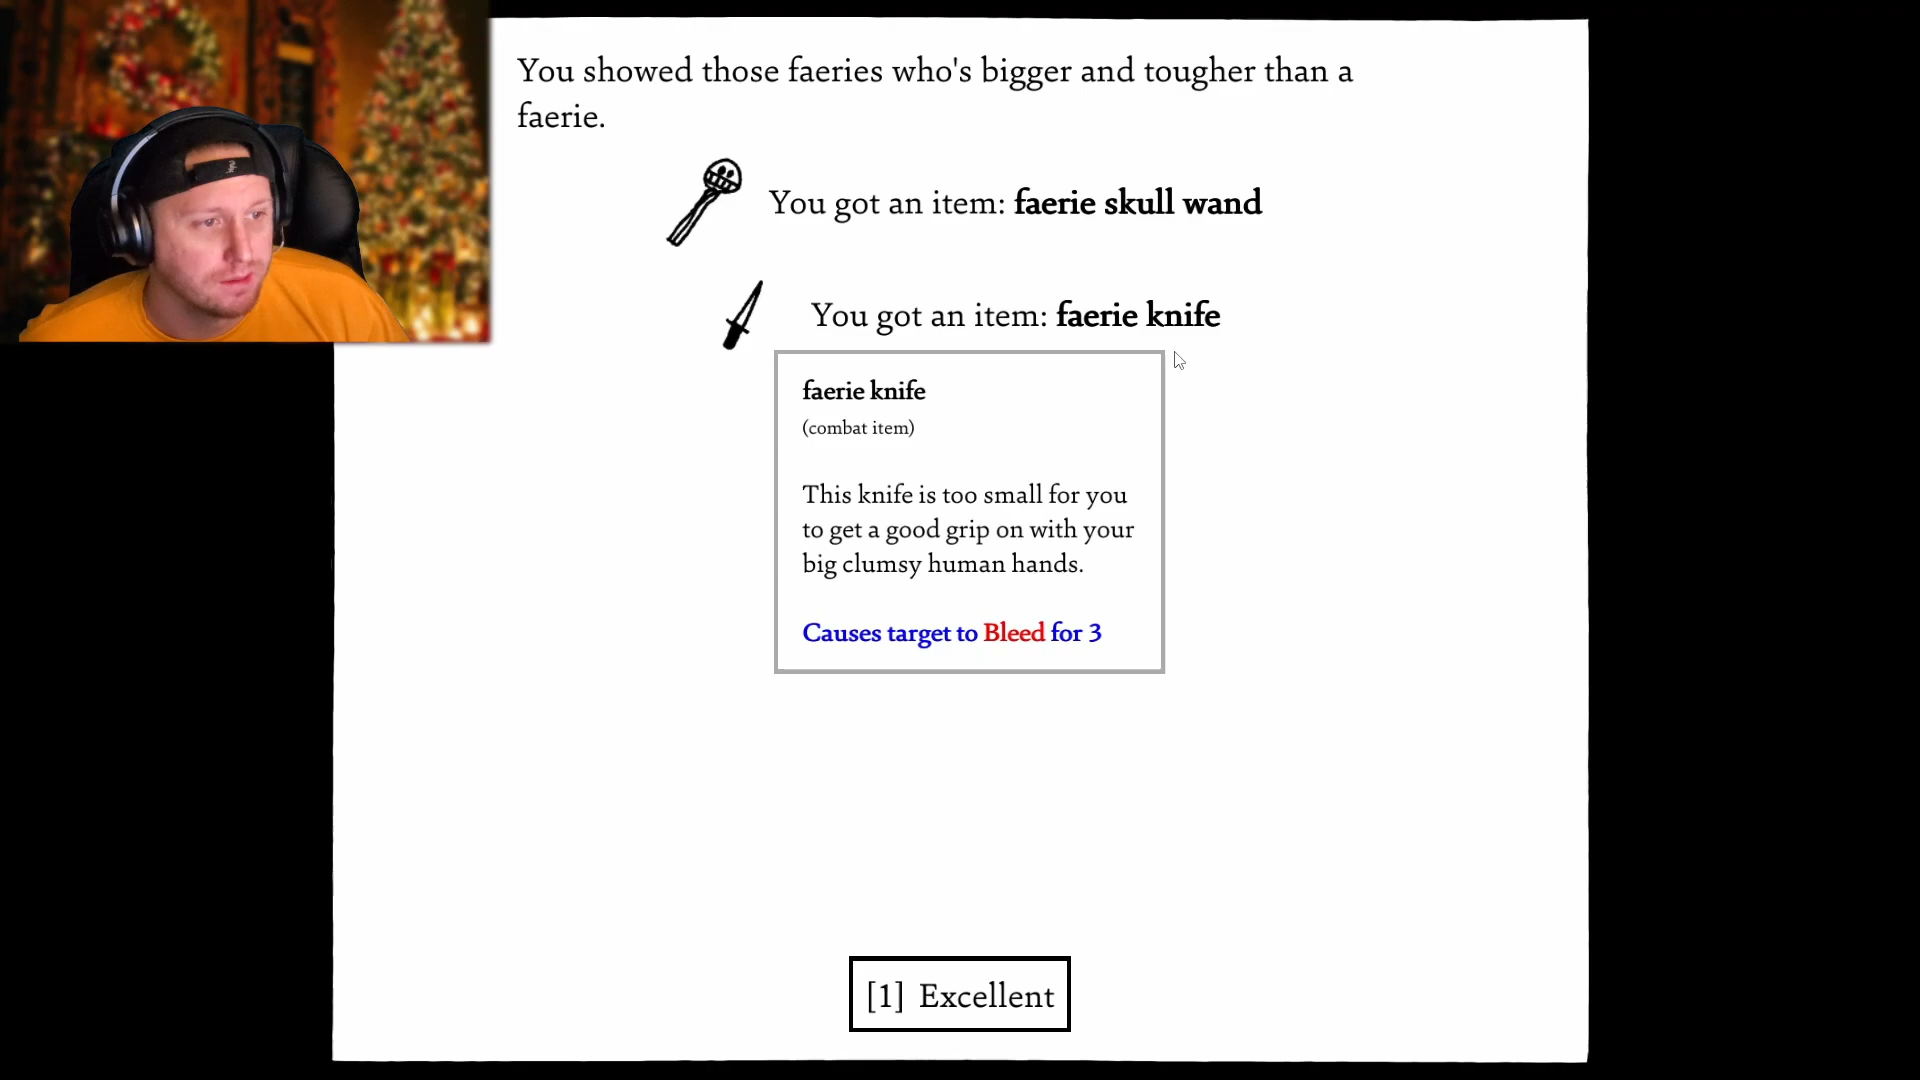 You showed those faeries who's bigger and tougher than a
faerie.
You got an item: faerie skull wand
You got an item: faerie knife
faerie knife
(combat item)
This knife is too small for you
to get a good grip on with your
big clumsy human hands.
Causes target to Bleed for 3
[1] Excellent